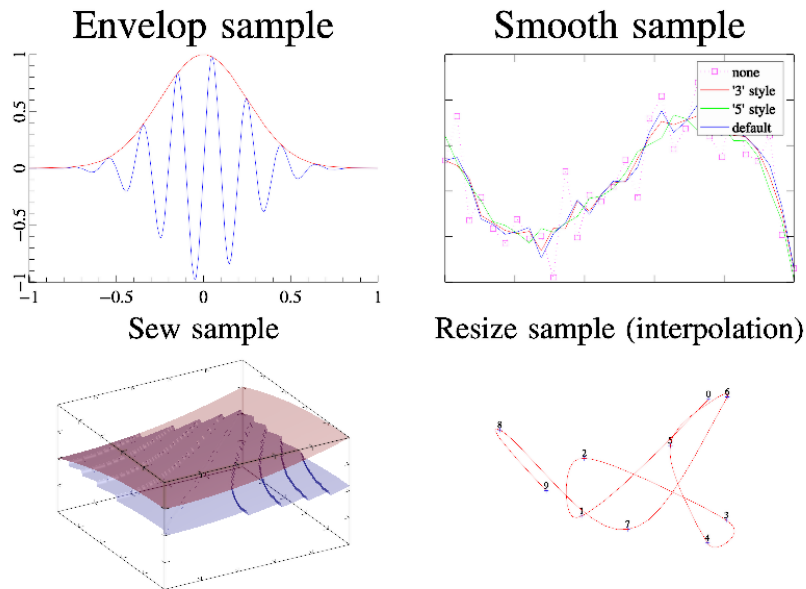 Envelop sample
Smooth sample
1
0.5
0
−0.5
−1
−1
−0.5
0
0.5
1
none
'3' style
'5' style
default
Sew sample
Resize sample (interpolation)
0
6
8
5
2
9
1
3
7
4